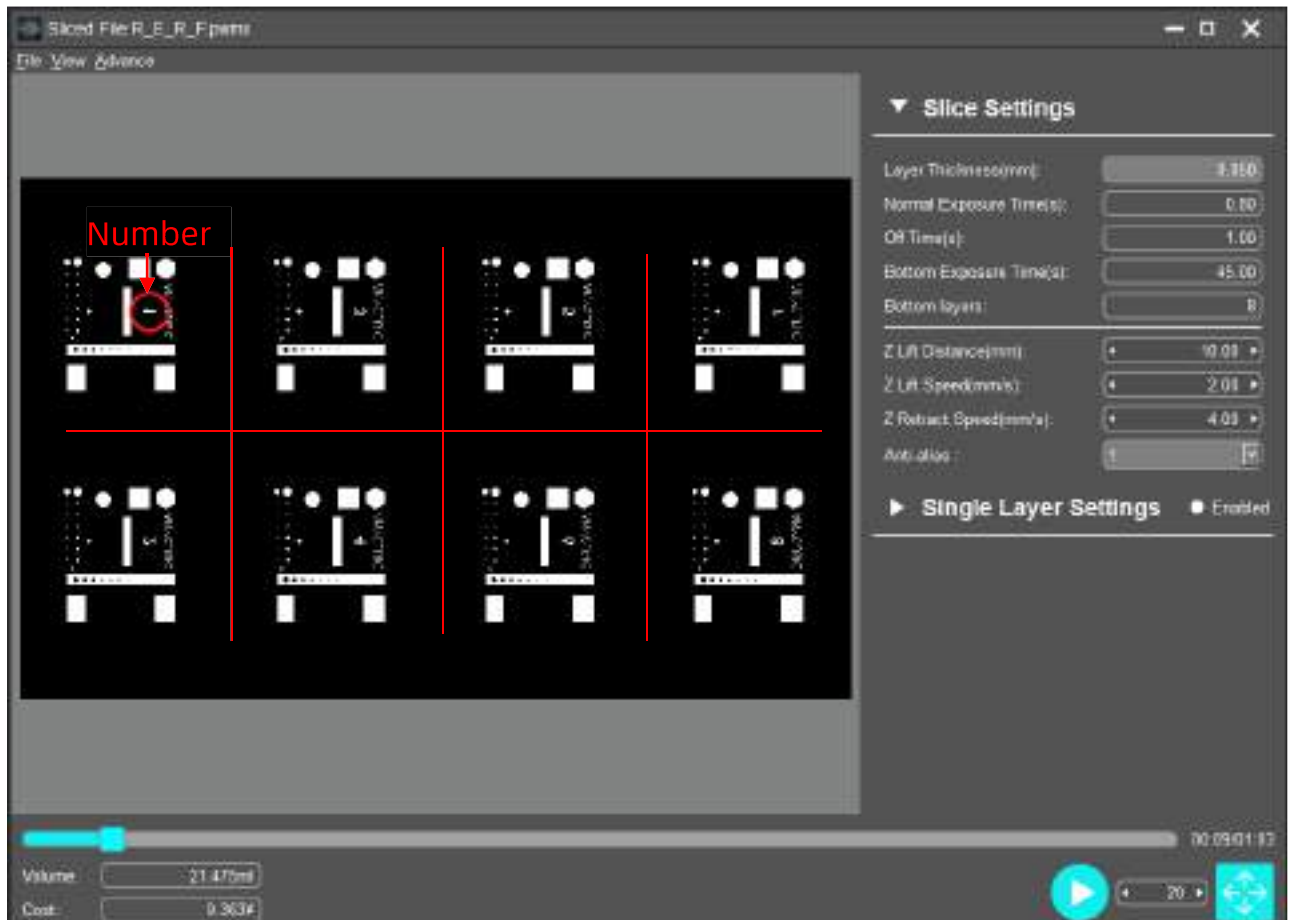 Sliced File:R_E_R_F.pwms
File View Advance
Slice Settings
Layer Thickness(mm):
Normal Exposure Time(s): 0.80
Off Time(s): 1.00
Bottom Exposure Time(s): 45.00
Bottom layers: 8
Z Lift Distance(mm): 10.00
Z Lift Speed(mm/s): 2.00
Z Retract Speed(mm/s): 4.00
Anti-alias : 1
Single Layer Settings Enabled
Number
Volume: 21.475ml
Cost:
20